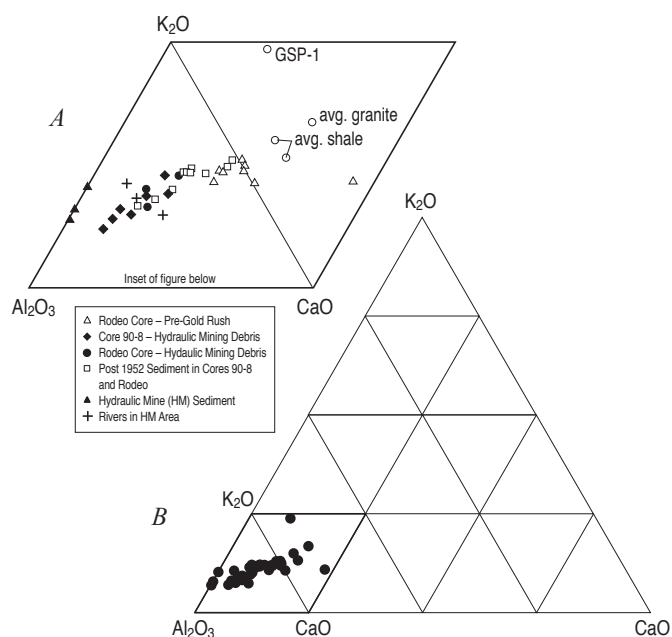 K2O
GSP-1
A
avg. granite
avg. shale
Inset of figure below
Al2O3
CaO
Rodeo Core – Pre-Gold Rush
Core 90-8 – Hydraulic Mining Debris
Rodeo Core – Hydaulic Mining Debris
Post 1952 Sediment in Cores 90-8
and Rodeo
Hydraulic Mine (HM) Sediment
Rivers in HM Area
K2O
K2O
B
Al2O3
CaO
CaO